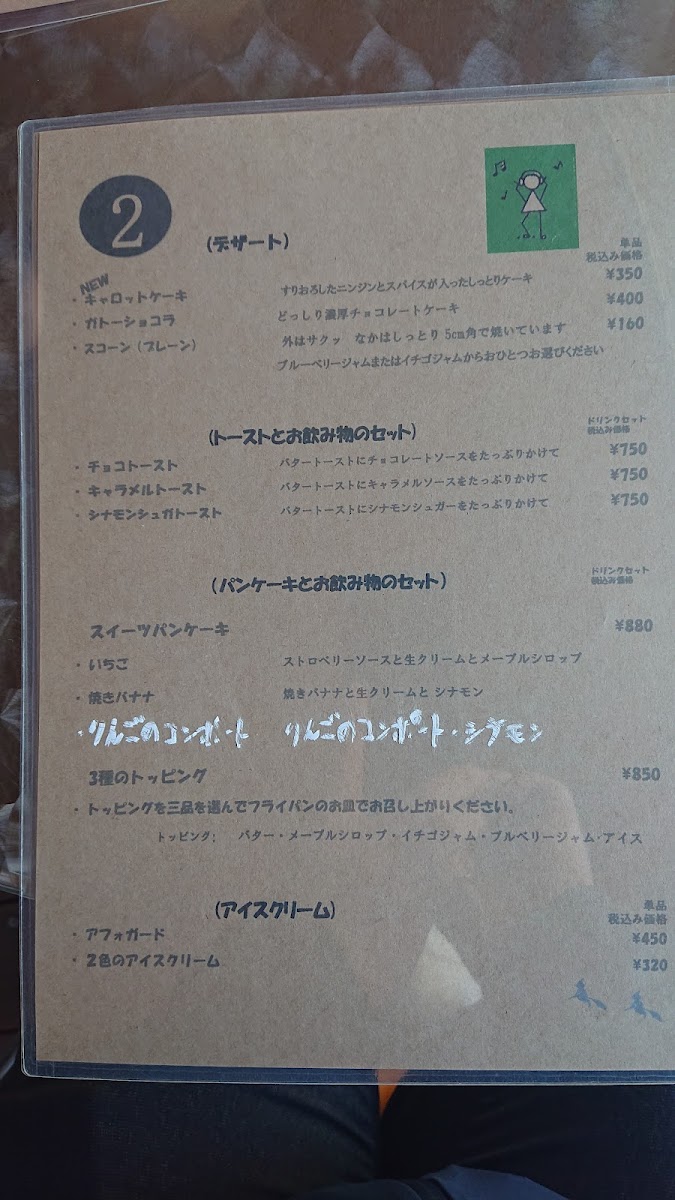 2
(デザート)
単品
税込み価格
NEW
・キャロットケーキ すりおろしたニンジンとスパイスが入ったしっとりケーキ ¥350
・ガトーショコラ どっしり濃厚チョコレートケーキ ¥400
・スコーン(プレーン) 外はサクッ なかはしっとり 5cm角で焼いています ¥160
ブルーベリージャムまたはイチゴジャムからおひとつお選びください
(トーストとお飲み物のセット)
ドリンクセット
税込み価格
・チョコトースト バタートーストにチョコレートソースをたっぷりかけて ¥750
・キャラメルトースト バタートーストにキャラメルソースをたっぷりかけて ¥750
・シナモンシュガトースト バタートーストにシナモンシュガーをたっぷりかけて ¥750
(パンケーキとお飲み物のセット)
ドリンクセット
税込み価格
スイーツパンケーキ ¥880
・いちご ストロベリーソースと生クリームとメープルシロップ
・焼きバナナ 焼きバナナと生クリームと シナモン
・りんごのコンポート りんごのコンポート・シナモン
3種のトッピング ¥850
・トッピングを三品を選んでフライパンのお皿でお召し上がりください。
トッピング; バター・メープルシロップ・イチゴジャム・ブルベリージャム・アイス
(アイスクリーム)
単品
税込み価格
・アフォガード ¥450
・2色のアイスクリーム ¥320